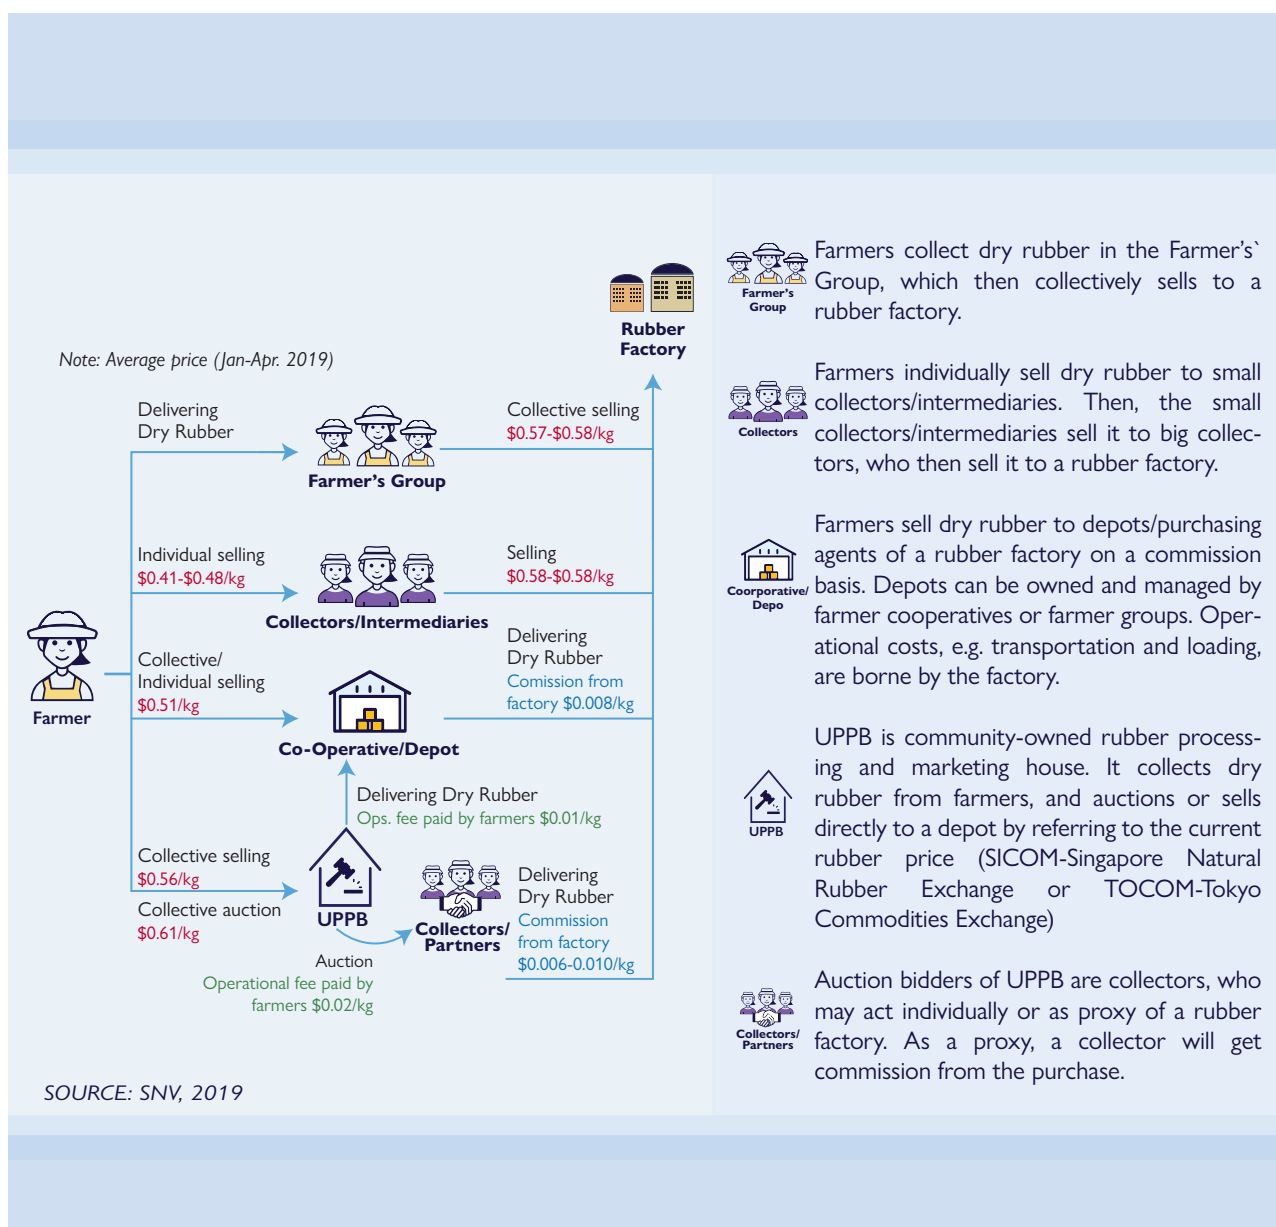 Note: Average price (Jan-Apr. 2019)
Rubber
Factory
Delivering
Dry Rubber
Farmer's Group
Collective selling
$0.57-$0.58/kg
Individual selling
$0.41-$0.48/kg
Collectors/Intermediaries
Selling
$0.58-$0.58/kg
Farmer
Collective/
Individual selling
$0.51/kg
Co-Operative/Depot
Delivering
Dry Rubber
Comission from
factory $0.008/kg
Delivering Dry Rubber
Ops. fee paid by farmers $0.01/kg
Collective selling
$0.56/kg
Collective auction
$0.61/kg
UPPB
Auction
Operational fee paid by
farmers $0.02/kg
Collectors/
Partners
Delivering
Dry Rubber
Commission
from factory
$0.006-0.010/kg
SOURCE: SNV, 2019
Farmer's
Group
Farmers collect dry rubber in the Farmer's`
Group, which then collectively sells to a
rubber factory.
Collectors
Farmers individually sell dry rubber to small
collectors/intermediaries. Then, the small
collectors/intermediaries sell it to big collec-
tors, who then sell it to a rubber factory.
Coorporative/
Depo
Farmers sell dry rubber to depots/purchasing
agents of a rubber factory on a commission
basis. Depots can be owned and managed by
farmer cooperatives or farmer groups. Oper-
ational costs, e.g. transportation and loading,
are borne by the factory.
UPPB
UPPB is community-owned rubber process-
ing and marketing house. It collects dry
rubber from farmers, and auctions or sells
directly to a depot by referring to the current
rubber price (SICOM-Singapore Natural
Rubber Exchange or TOCOM-Tokyo
Commodities Exchange)
Collectors/
Partners
Auction bidders of UPPB are collectors, who
may act individually or as proxy of a rubber
factory. As a proxy, a collector will get
commission from the purchase.